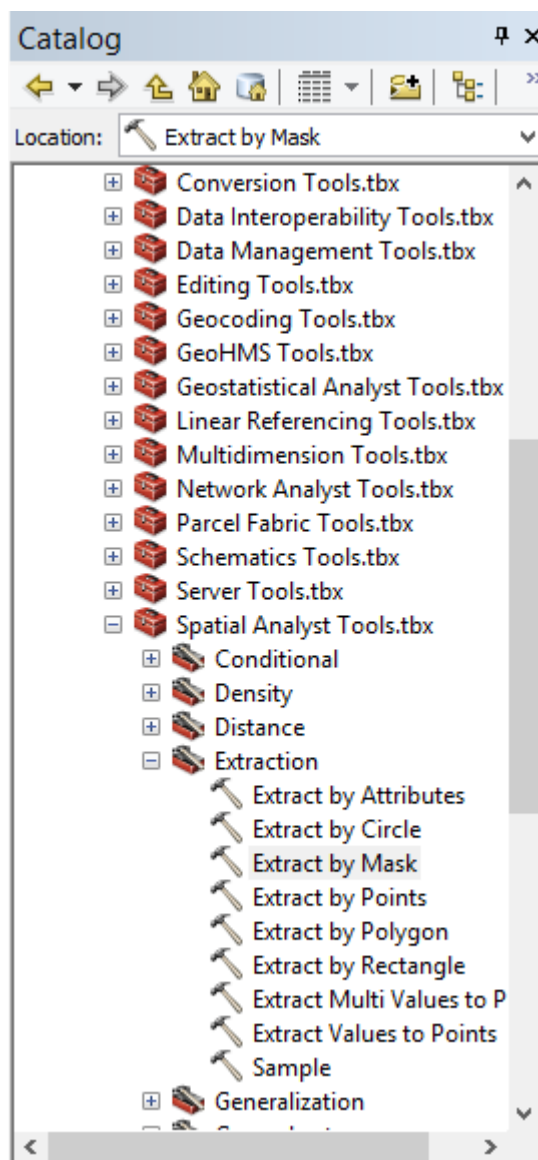 Catalog
Location: Extract by Mask
Conversion Tools.tbx
Data Interoperability Tools.tbx
Data Management Tools.tbx
Editing Tools.tbx
Geocoding Tools.tbx
GeoHMS Tools.tbx
Geostatistical Analyst Tools.tbx
Linear Referencing Tools.tbx
Multidimension Tools.tbx
Network Analyst Tools.tbx
Parcel Fabric Tools.tbx
Schematics Tools.tbx
Server Tools.tbx
Spatial Analyst Tools.tbx
Conditional
Density
Distance
Extraction
Extract by Attributes
Extract by Circle
Extract by Mask
Extract by Points
Extract by Polygon
Extract by Rectangle
Extract Multi Values to P
Extract Values to Points
Sample
Generalization